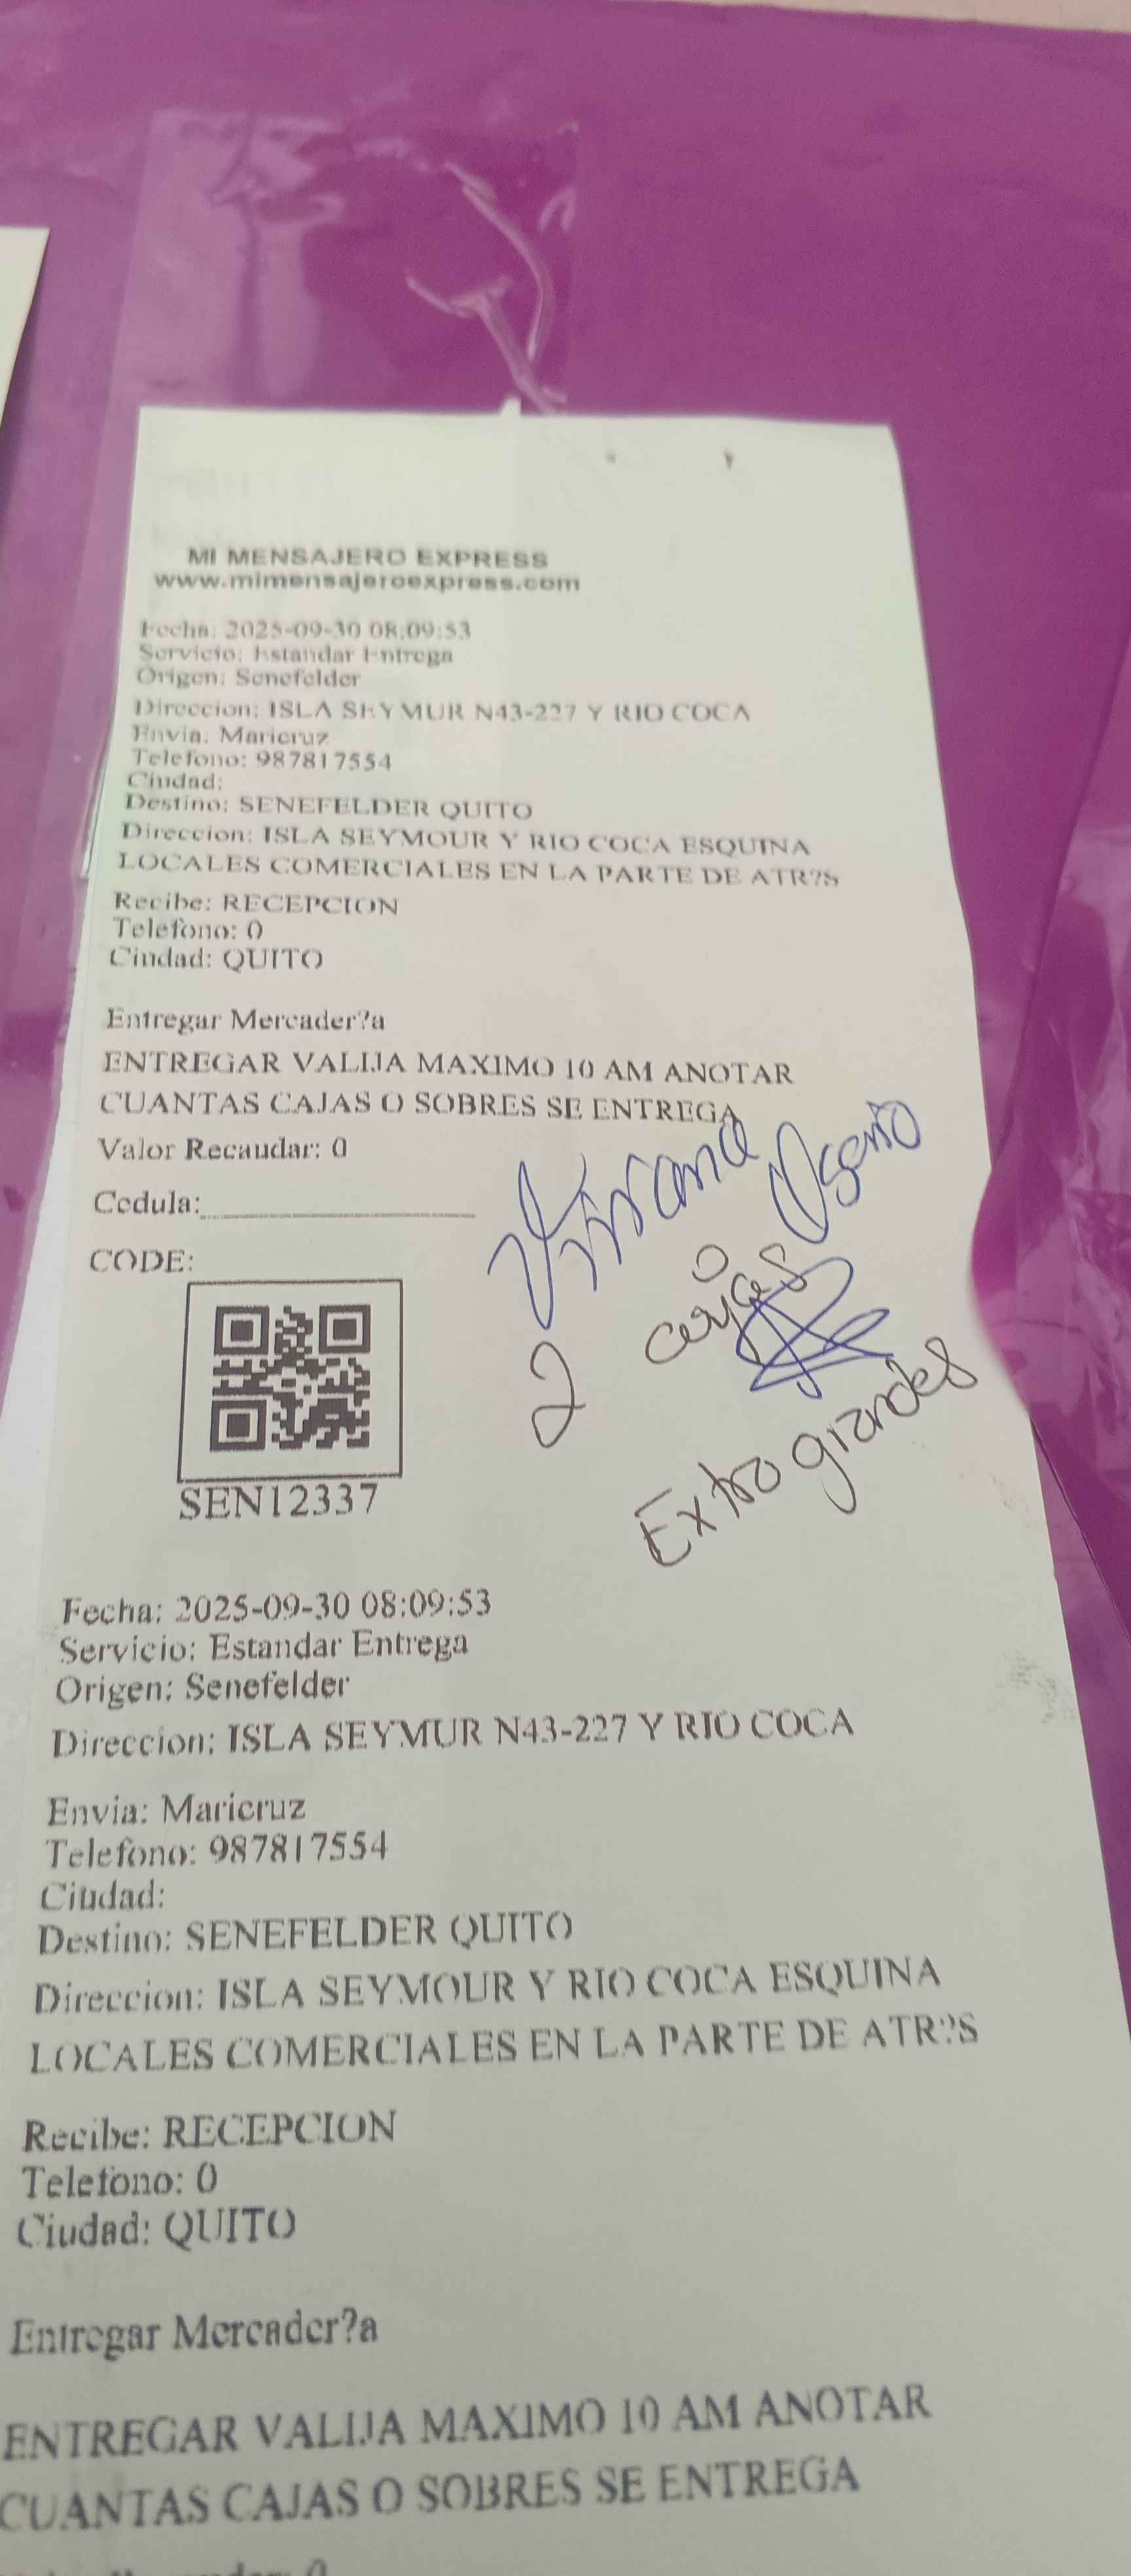 MI MENSAJERO EXPRESS
www.mimensajeroexpress.com
Fecha: 2025-09-30 08:09:53
Servicio: Estandar Entrega
Origen: Senefelder
Direccion: ISLA SEYMUR N43-227 Y RIO COCA
Envia: Maricruz
Telefono: 987817554
Ciudad:
Destino: SENEFELDER QUITO
Direccion: ISLA SEYMOUR Y RIO COCA ESQUINA
LOCALES COMERCIALES EN LA PARTE DE ATR?S
Recibe: RECEPCION
Telefono: 0
Ciudad: QUITO
Entregar Mercader?a
ENTREGAR VALIJA MAXIMO 10 AM ANOTAR
CUANTAS CAJAS O SOBRES SE ENTREGA
Valor Recaudar: 0
Cedula:
Viviana Osorio
CODE:
2 cajas
Extra grandes
SEN12337
Fecha: 2025-09-30 08:09:53
Servicio: Estandar Entrega
Origen: Senefelder
Direccion: ISLA SEYMUR N43-227 Y RIO COCA
Envia: Maricruz
Telefono: 987817554
Ciudad:
Destino: SENEFELDER QUITO
Direccion: ISLA SEYMOUR Y RIO COCA ESQUINA
LOCALES COMERCIALES EN LA PARTE DE ATR?S
Recibe: RECEPCION
Telefono: 0
Ciudad: QUITO
Entregar Mercader?a
ENTREGAR VALIJA MAXIMO 10 AM ANOTAR
CUANTAS CAJAS O SOBRES SE ENTREGA